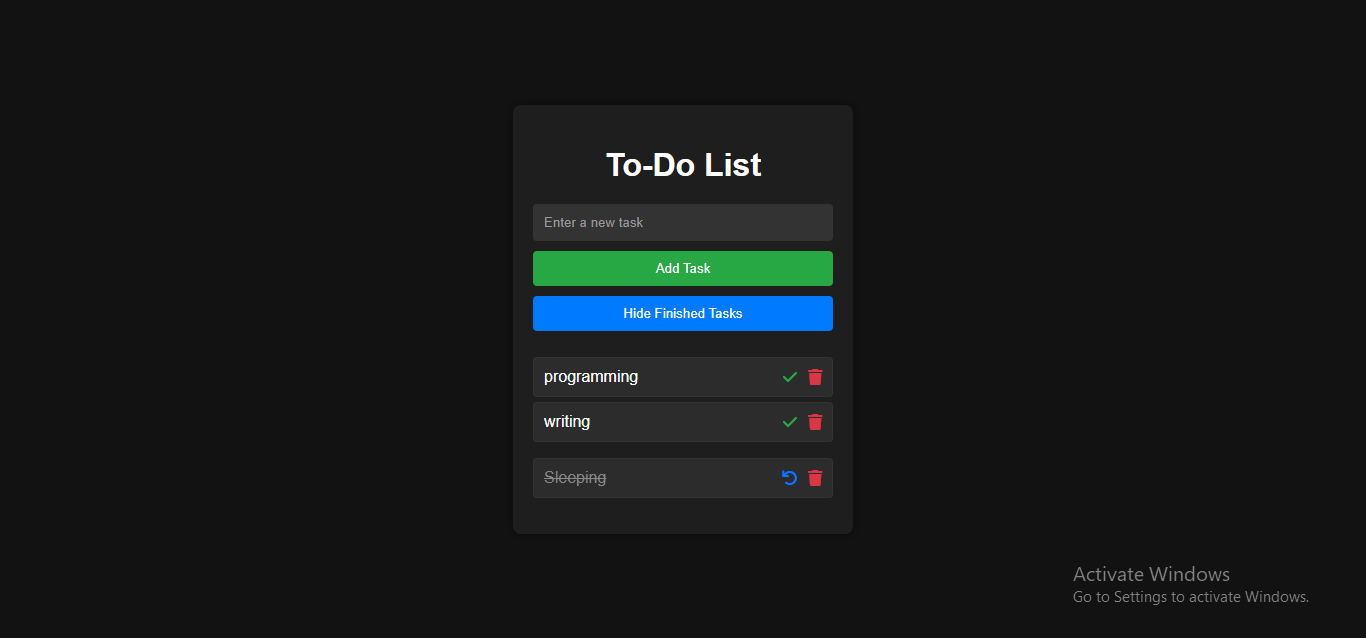 To-Do List
Enter a new task
Add Task
Hide Finished Tasks
programming
writing
Sleeping
Activate Windows
Go to Settings to activate Windows.